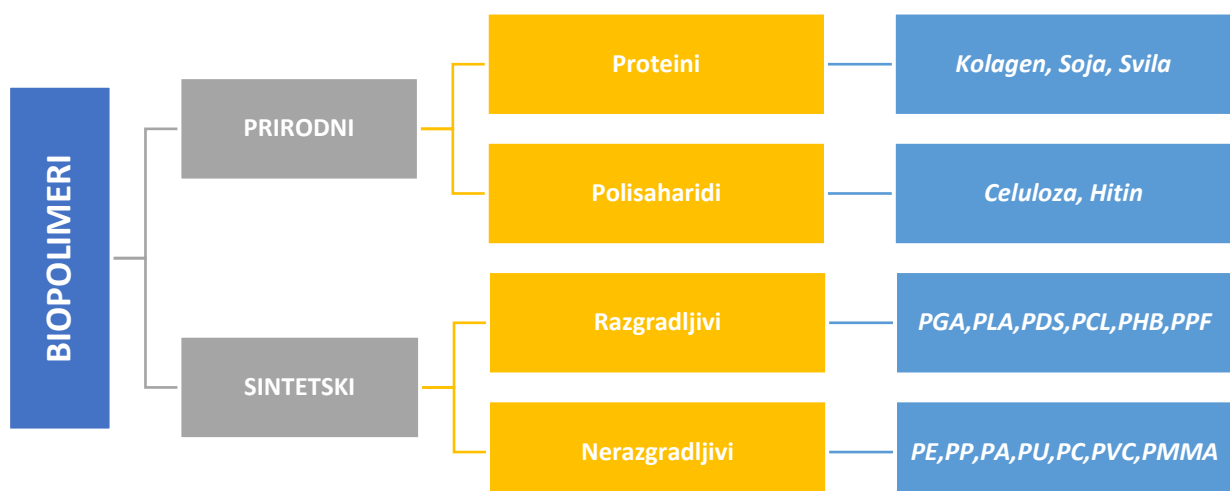 BIOPOLIMERI
PRIRODNI
Proteini
Kolagen, Soja, Svila
Polisaharidi
Celuloza, Hitin
SINTETSKI
Razgradljivi
PGA,PLA,PDS,PCL,PHB,PPF
Nerazgradljivi
PE,PP,PA,PU,PC,PVC,PMMA